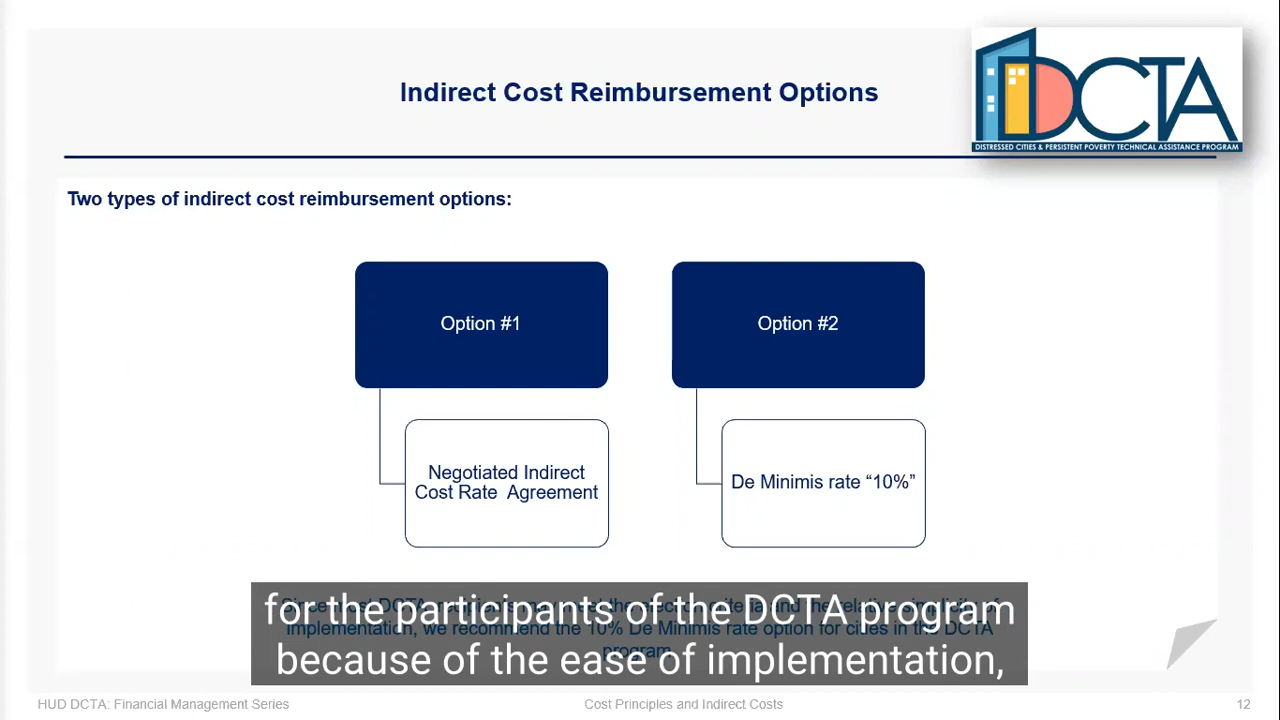 Indirect Cost Reimbursement Options
DCTA
DISTRESSED CITIES & PERSISTENT POVERTY TECHNICAL ASSISTANCE PROGRAM
Two types of indirect cost reimbursement options:
Option #1
Option #2
Negotiated Indirect
Cost Rate Agreement
De Minimis rate “10%”
implementation, we recommend the 10% De Minimis rate option for cities in the DCTA
program
for the participants of the DCTA program
because of the ease of implementation,
HUD DCTA: Financial Management Series
Cost Principles and Indirect Costs
12